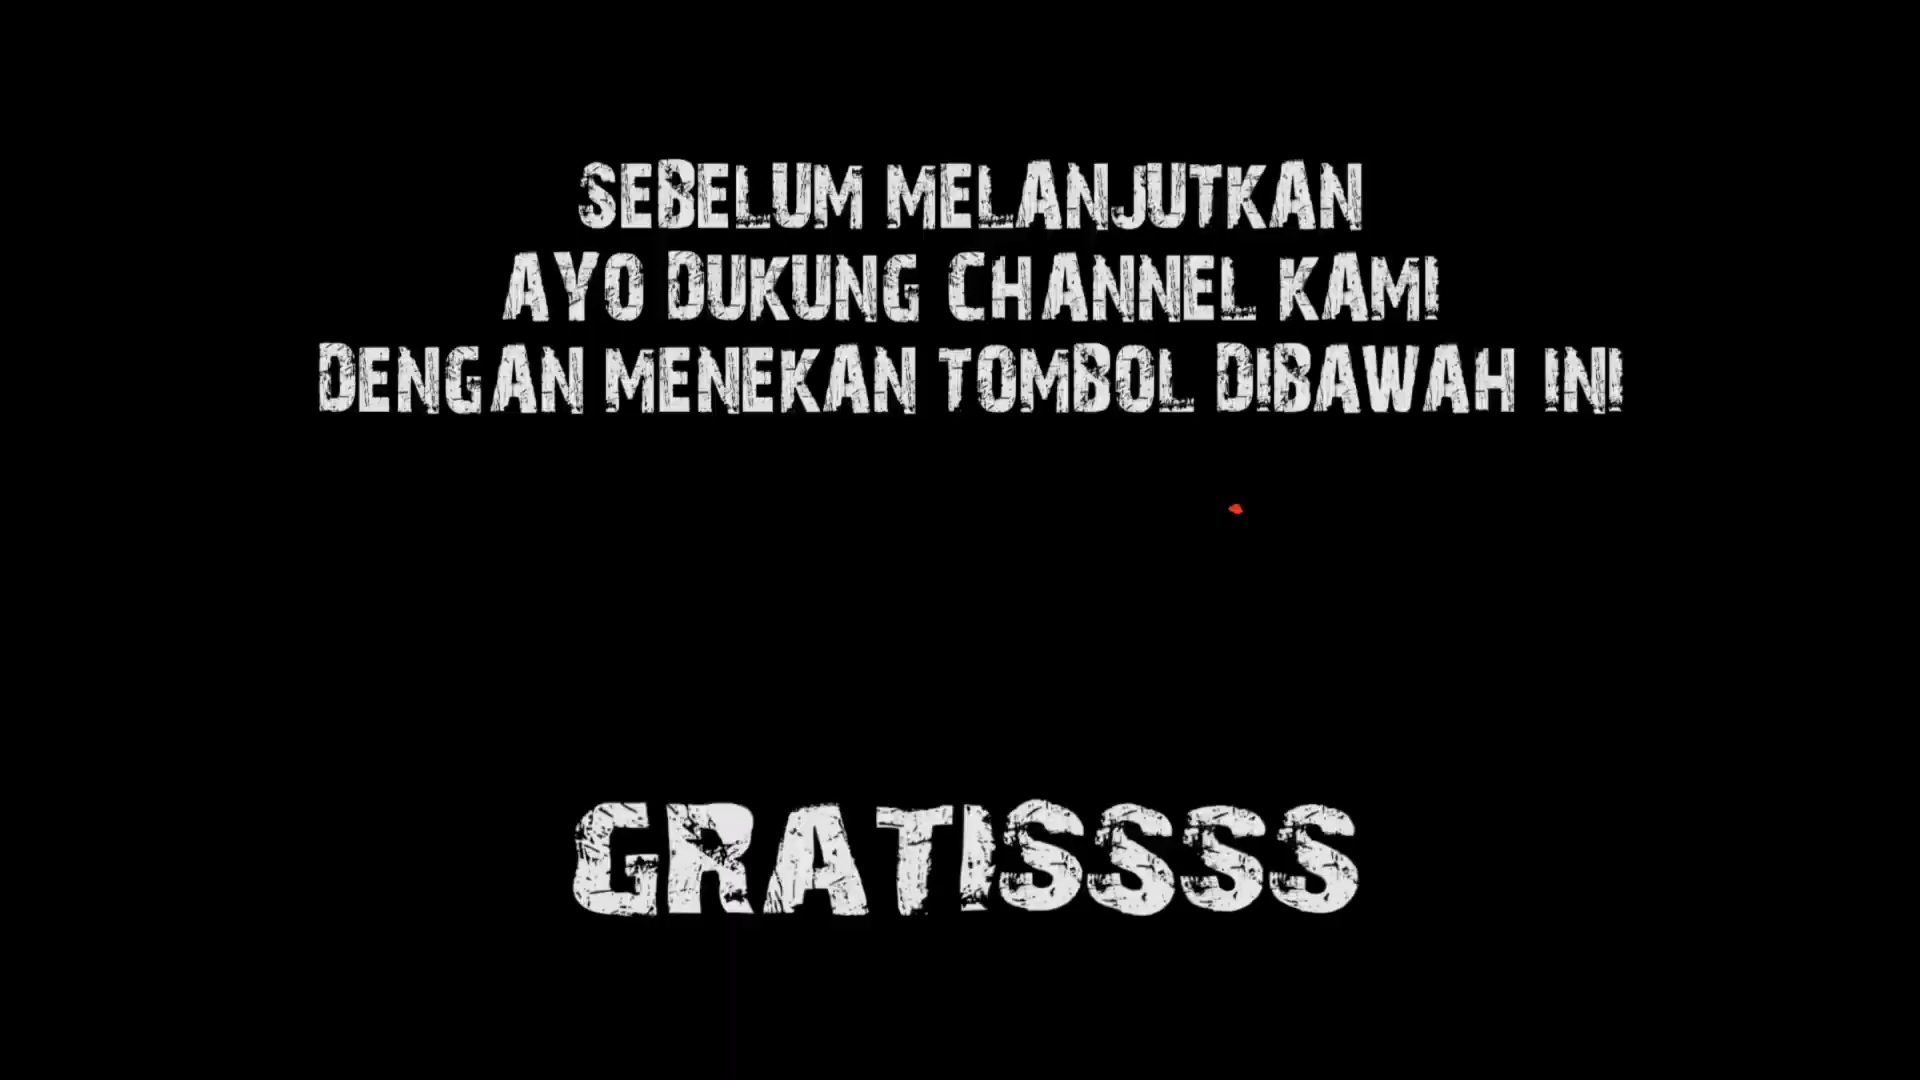 SEBELUM MELANJUTKAN
AYO DUKUNG CHANNEL KAMI
DENGAN MENEKAN TOMBOL DIBAWAH INI
GRATISSSS